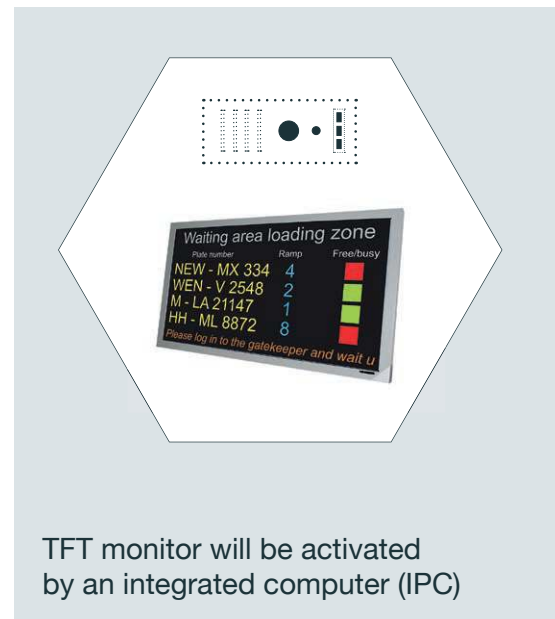 Waiting area loading zone
Plate number Ramp Free/busy
NEW - MX 334 4
WEN - V 2548 2
M - LA 21147 1
HH - ML 8872 8
Please log in to the gatekeeper and wait u
TFT monitor will be activated
by an integrated computer (IPC)